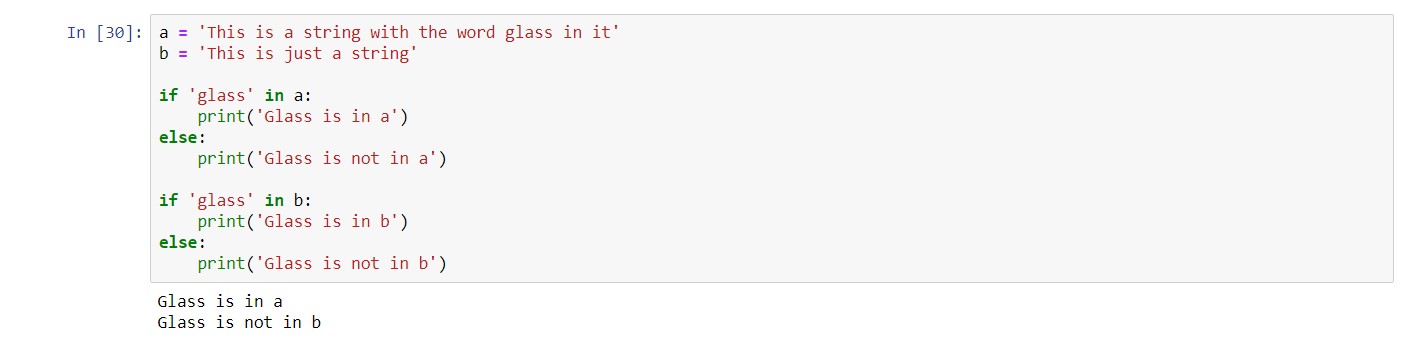 In [30]: a = 'This is a string with the word glass in it'
b = 'This is just a string'
if 'glass' in a:
    print('Glass is in a')
else:
    print('Glass is not in a')
if 'glass' in b:
    print('Glass is in b')
else:
    print('Glass is not in b')
Glass is in a
Glass is not in b